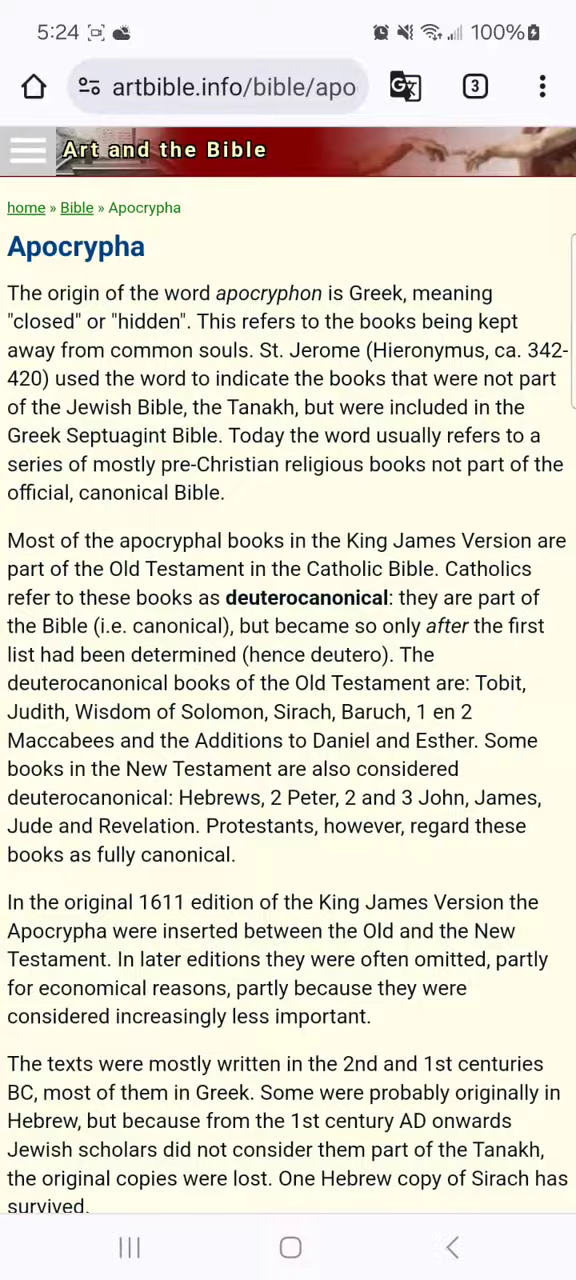 5:24 100%
artbible.info/bible/apo 3
Art and the Bible
home » Bible » Apocrypha
Apocrypha
The origin of the word apocryphon is Greek, meaning
"closed" or "hidden". This refers to the books being kept
away from common souls. St. Jerome (Hieronymus, ca. 342-
420) used the word to indicate the books that were not part
of the Jewish Bible, the Tanakh, but were included in the
Greek Septuagint Bible. Today the word usually refers to a
series of mostly pre-Christian religious books not part of the
official, canonical Bible.
Most of the apocryphal books in the King James Version are
part of the Old Testament in the Catholic Bible. Catholics
refer to these books as deuterocanonical: they are part of
the Bible (i.e. canonical), but became so only after the first
list had been determined (hence deutero). The
deuterocanonical books of the Old Testament are: Tobit,
Judith, Wisdom of Solomon, Sirach, Baruch, 1 en 2
Maccabees and the Additions to Daniel and Esther. Some
books in the New Testament are also considered
deuterocanonical: Hebrews, 2 Peter, 2 and 3 John, James,
Jude and Revelation. Protestants, however, regard these
books as fully canonical.
In the original 1611 edition of the King James Version the
Apocrypha were inserted between the Old and the New
Testament. In later editions they were often omitted, partly
for economical reasons, partly because they were
considered increasingly less important.
The texts were mostly written in the 2nd and 1st centuries
BC, most of them in Greek. Some were probably originally in
Hebrew, but because from the 1st century AD onwards
Jewish scholars did not consider them part of the Tanakh,
the original copies were lost. One Hebrew copy of Sirach has
survived.